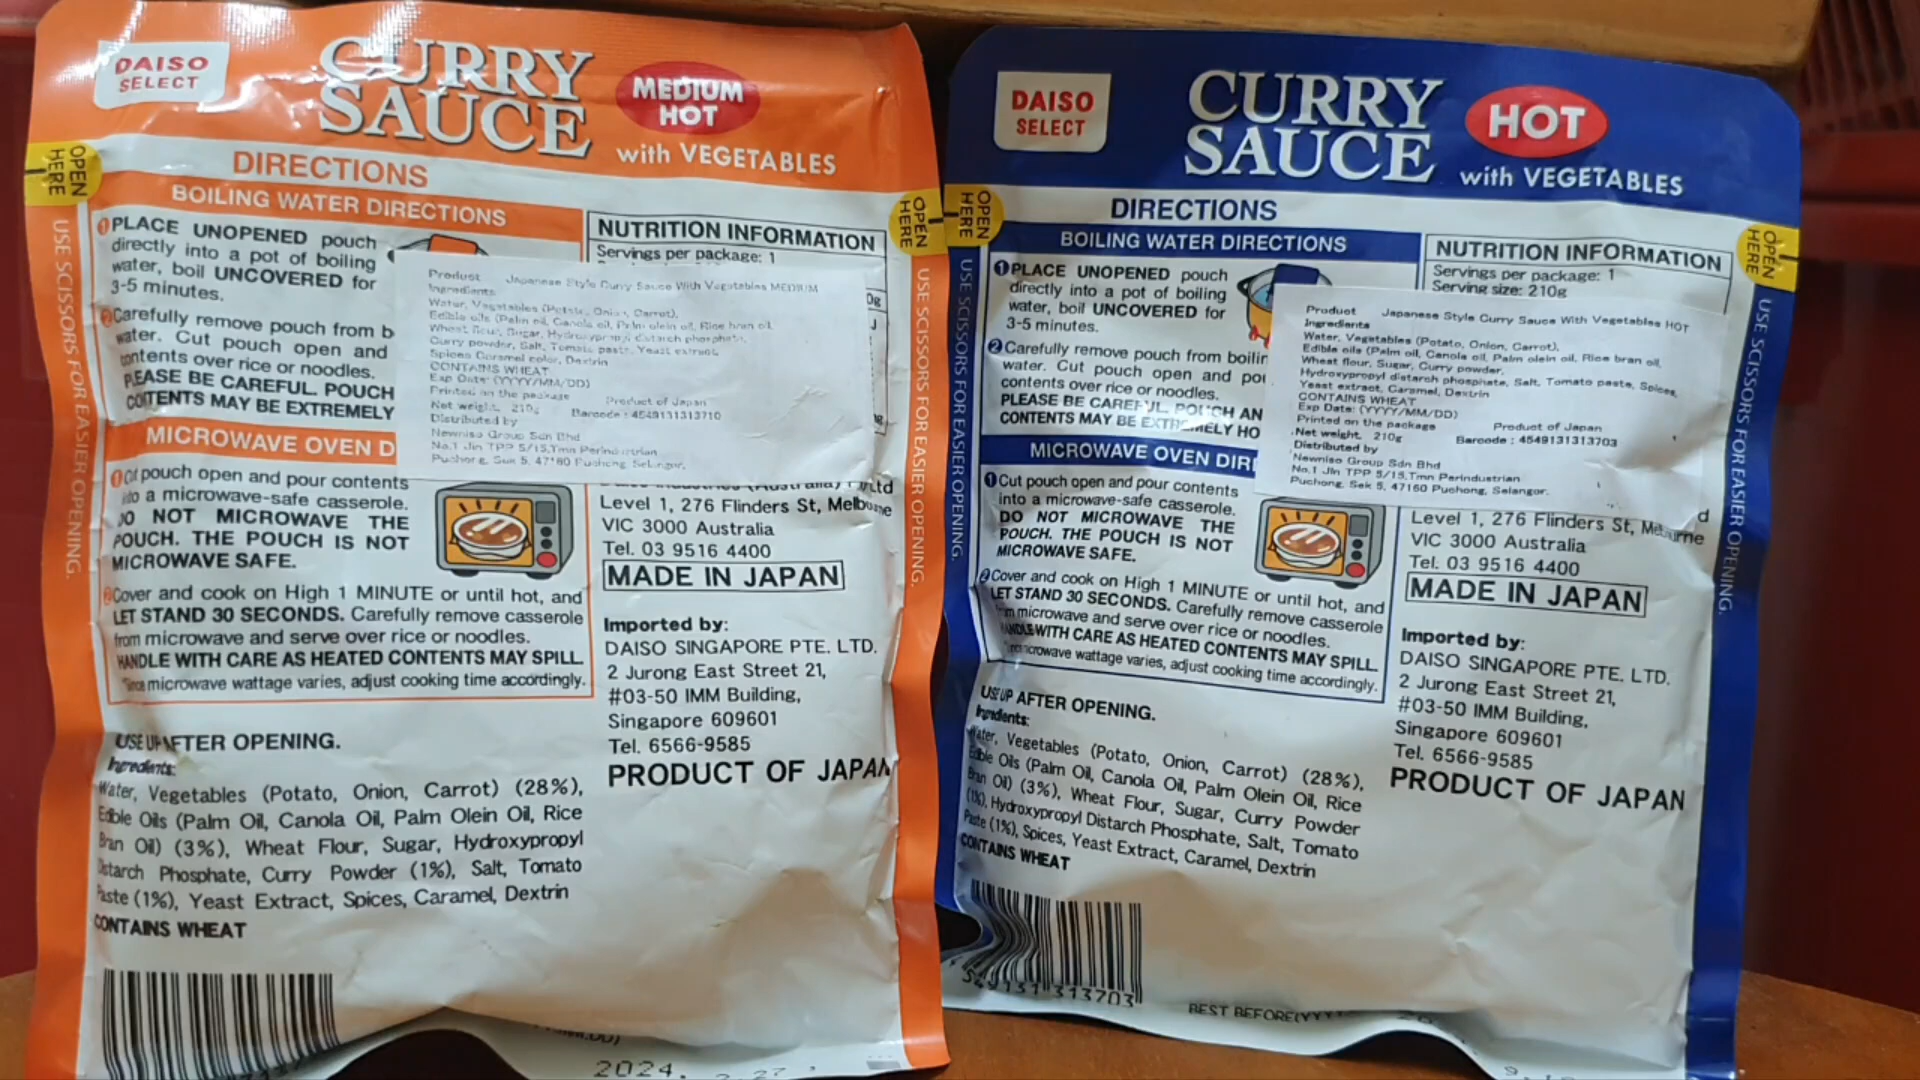 DAISO
SELECT
CURRY
SAUCE
MEDIUM
HOT
with VEGETABLES
OPEN
HERE
USE SCISSORS FOR EASIER OPENING.
DIRECTIONS
BOILING WATER DIRECTIONS
❶PLACE UNOPENED pouch
directly into a pot of boiling
water, boil UNCOVERED for
3-5 minutes.
❷Carefully remove pouch from b
water. Cut pouch open and
contents over rice or noodles.
PLEASE BE CAREFUL. POUCH
CONTENTS MAY BE EXTREMELY
MICROWAVE OVEN D
❶Cut pouch open and pour contents
into a microwave-safe casserole.
DO NOT MICROWAVE THE
POUCH. THE POUCH IS NOT
MICROWAVE SAFE.
❷Cover and cook on High 1 MINUTE or until hot, and
LET STAND 30 SECONDS. Carefully remove casserole
from microwave and serve over rice or noodles.
HANDLE WITH CARE AS HEATED CONTENTS MAY SPILL.
*Since microwave wattage varies, adjust cooking time accordingly.
USE UP AFTER OPENING.
Ingredients:
Water, Vegetables (Potato, Onion, Carrot) (28%),
Edible Oils (Palm Oil, Canola Oil, Palm Olein Oil, Rice
Bran Oil) (3%), Wheat Flour, Sugar, Hydroxypropyl
Distarch Phosphate, Curry Powder (1%), Salt, Tomato
Paste (1%), Yeast Extract, Spices, Caramel, Dextrin
CONTAINS WHEAT
NUTRITION INFORMATION
Servings per package: 1
Product Japanese Style Curry Sauce With Vegetables MEDIUM
Ingredients
Water, Vegetables (Potato, Onion, Carrot),
Edible oils (Palm oil, Canola oil, Palm olein oil, Rice bran oil,
Wheat flour, Sugar, Hydroxypropyl distarch phosphate,
Curry powder, Salt, Tomato paste, Yeast extract,
Spices Caramel color, Dextrin
CONTAINS WHEAT
Exp Date: (YYYY/MM/DD)
Printed on the package
Product of Japan
Net weight. 210g
Barcode : 4549131313710
Distributed by
Newniso Group Sdn Bhd
No.1 Jln TPP 5/15,Tmn Perindustrian
Puchong, Sek 5, 47160 Puchong, Selangor.
Level 1, 276 Flinders St, Melbourne
VIC 3000 Australia
Tel. 03 9516 4400
MADE IN JAPAN
Imported by:
DAISO SINGAPORE PTE. LTD.
2 Jurong East Street 21,
#03-50 IMM Building,
Singapore 609601
Tel. 6566-9585
PRODUCT OF JAPAN
2024.
OPEN
HERE
USE SCISSORS FOR EASIER OPENING.
DAISO
SELECT
CURRY
SAUCE
HOT
with VEGETABLES
OPEN
HERE
USE SCISSORS FOR EASIER OPENING.
DIRECTIONS
BOILING WATER DIRECTIONS
❶PLACE UNOPENED pouch
directly into a pot of boiling
water, boil UNCOVERED for
3-5 minutes.
❷Carefully remove pouch from boilin
water. Cut pouch open and pou
contents over rice or noodles.
PLEASE BE CAREFUL. POUCH AN
CONTENTS MAY BE EXTREMELY HO
MICROWAVE OVEN DIR
❶Cut pouch open and pour contents
into a microwave-safe casserole.
DO NOT MICROWAVE THE
POUCH. THE POUCH IS NOT
MICROWAVE SAFE.
❷Cover and cook on High 1 MINUTE or until hot, and
LET STAND 30 SECONDS. Carefully remove casserole
from microwave and serve over rice or noodles.
HANDLE WITH CARE AS HEATED CONTENTS MAY SPILL.
*Since microwave wattage varies, adjust cooking time accordingly.
USE UP AFTER OPENING.
Ingredients:
Water, Vegetables (Potato, Onion, Carrot) (28%),
Edible Oils (Palm Oil, Canola Oil, Palm Olein Oil, Rice
Bran Oil) (3%), Wheat Flour, Sugar, Curry Powder
(1%), Hydroxypropyl Distarch Phosphate, Salt, Tomato
Paste (1%), Spices, Yeast Extract, Caramel, Dextrin
CONTAINS WHEAT
549131 313703
BEST BEFORE(YYYY
NUTRITION INFORMATION
Servings per package: 1
Serving size: 210g
Product Japanese Style Curry Sauce With Vegetables HOT
Ingredients
Water, Vegetables (Potato, Onion, Carrot),
Edible oils (Palm oil, Canola oil, Palm olein oil, Rice bran oil,
Wheat flour, Sugar, Curry powder,
Hydroxypropyl distarch phosphate, Salt, Tomato paste, Spices,
Yeast extract, Caramel, Dextrin
CONTAINS WHEAT
Exp Date: (YYYY/MM/DD)
Printed on the package
Product of Japan
Net weight. 210g
Barcode : 4549131313703
Distributed by
Newniso Group Sdn Bhd
No.1 Jln TPP 5/15,Tmn Perindustrian
Puchong, Sek 5, 47160 Puchong, Selangor.
Level 1, 276 Flinders St, Melbourne
VIC 3000 Australia
Tel. 03 9516 4400
MADE IN JAPAN
Imported by:
DAISO SINGAPORE PTE. LTD.
2 Jurong East Street 21,
#03-50 IMM Building,
Singapore 609601
Tel. 6566-9585
PRODUCT OF JAPAN
OPEN
HERE
USE SCISSORS FOR EASIER OPENING.